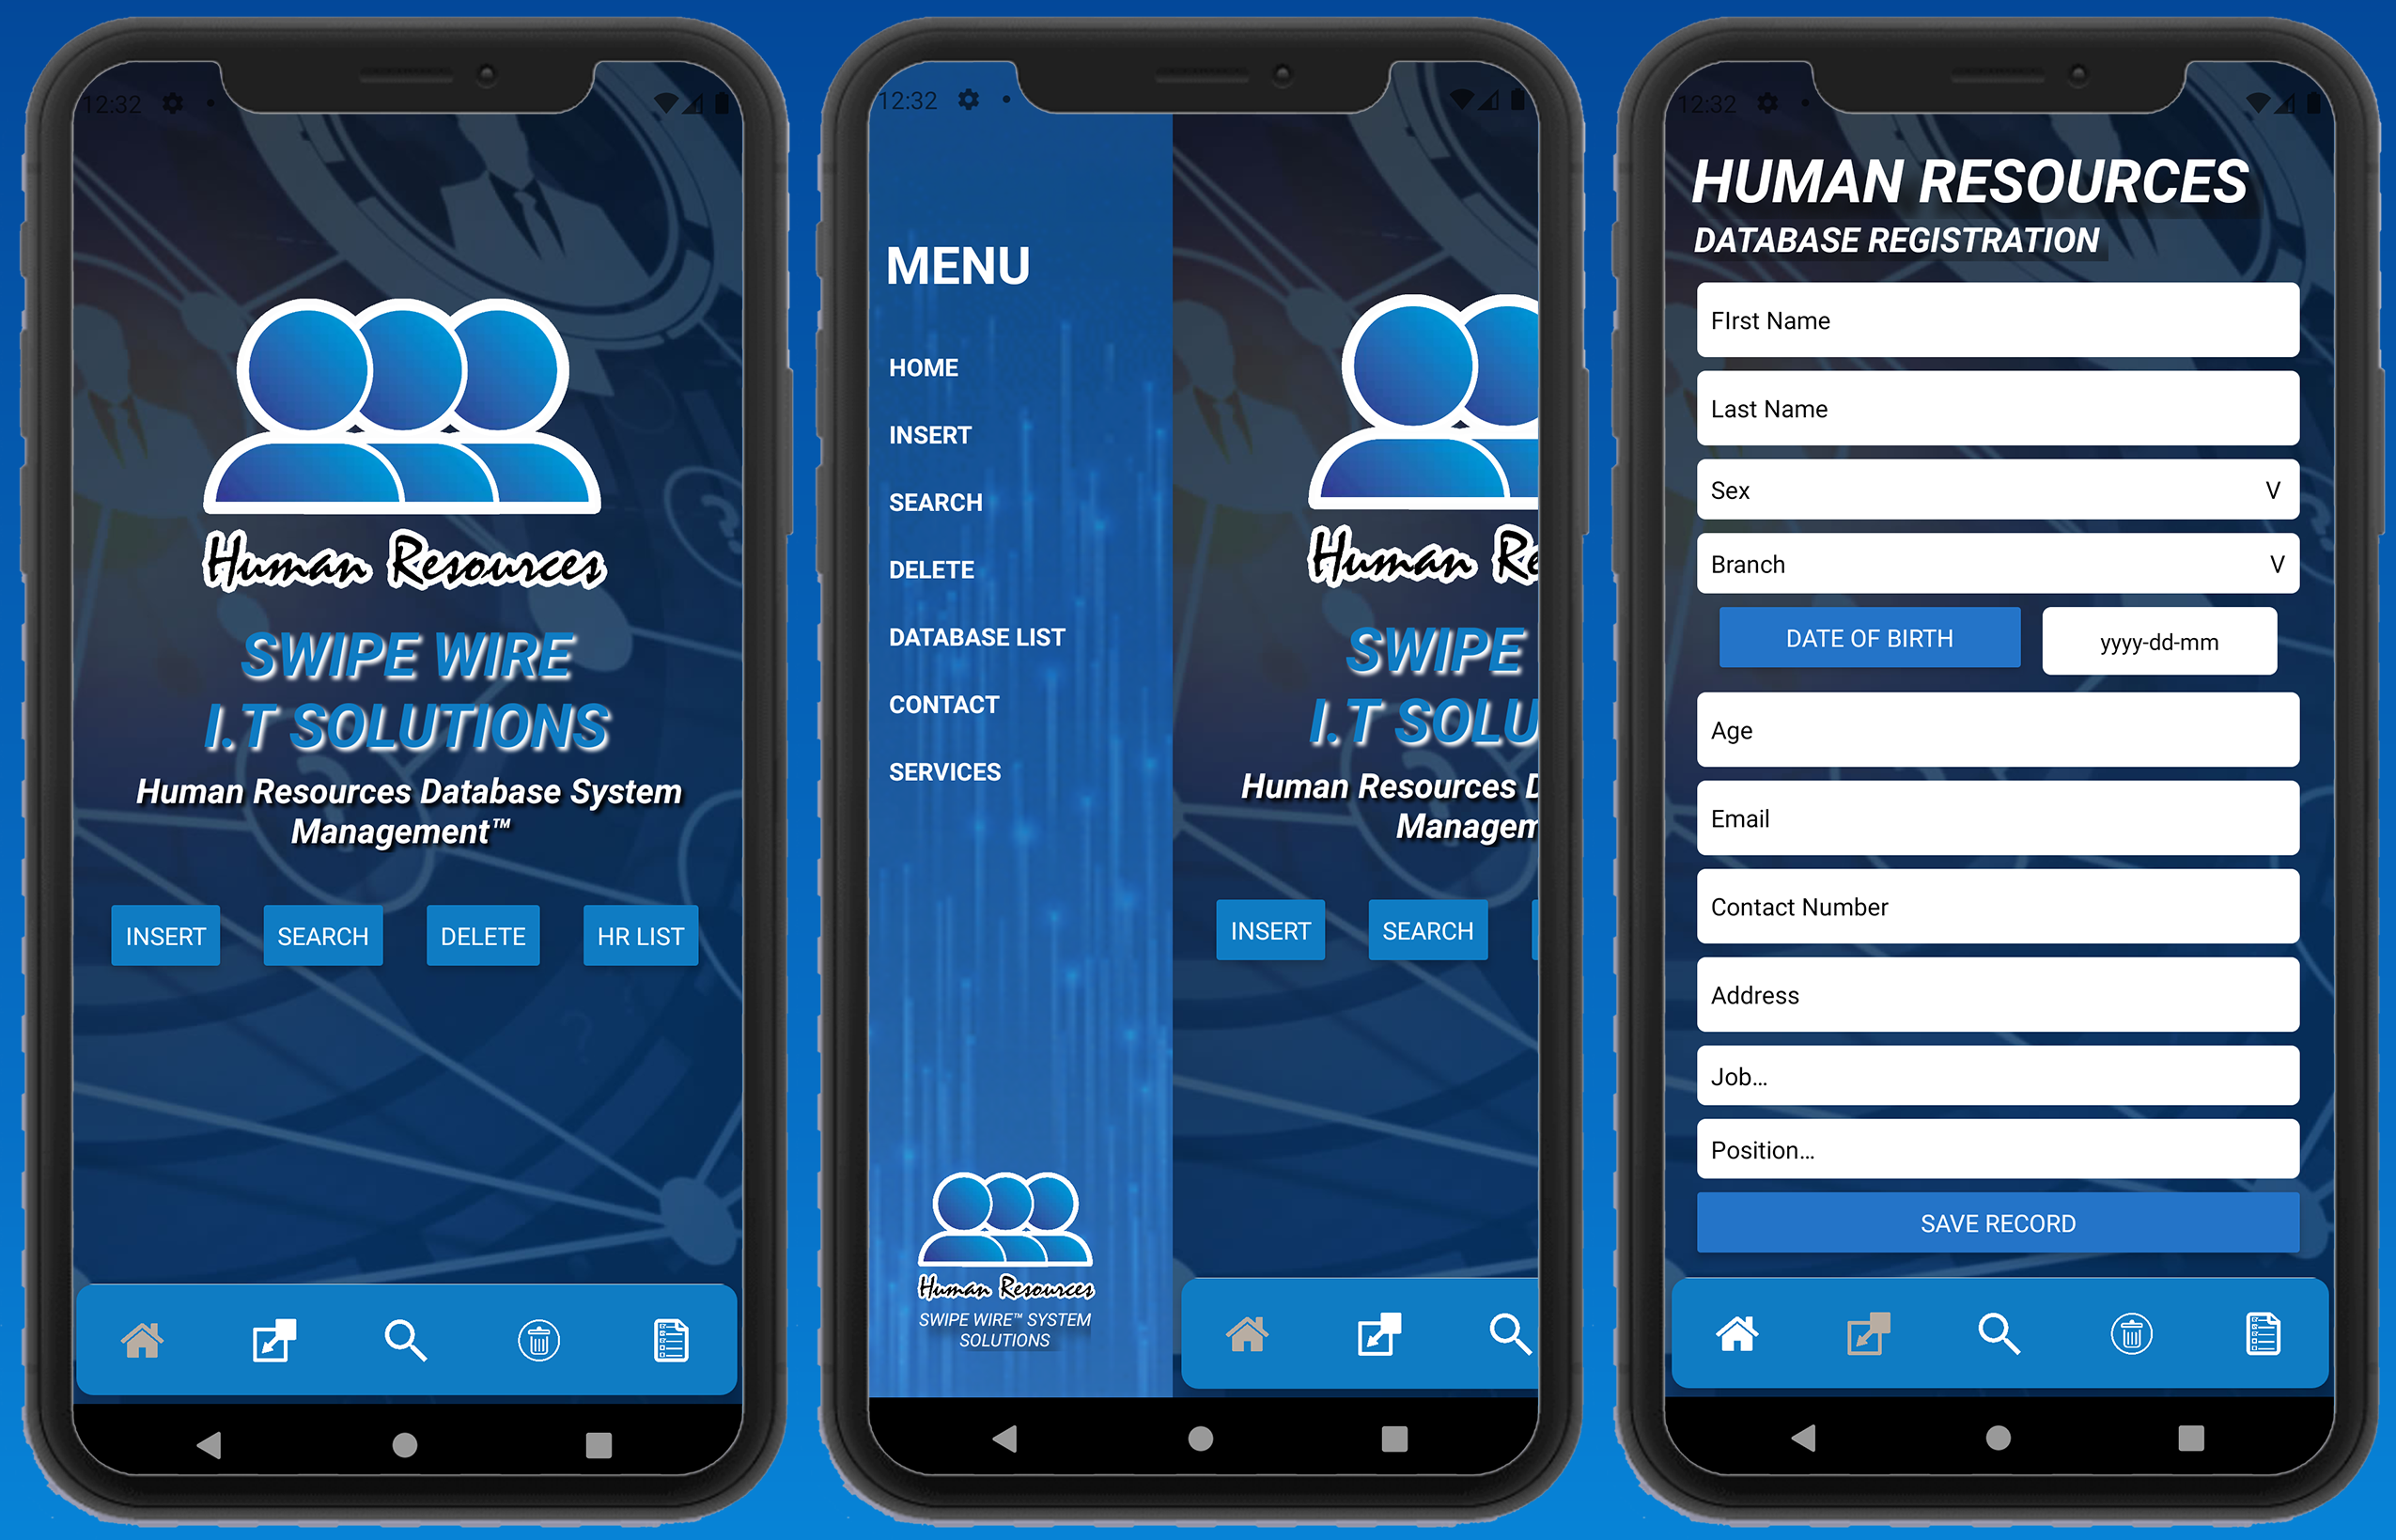 12:32
Human Resources
SWIPE WIRE
I.T SOLUTIONS
Human Resources Database System
Management™
INSERT SEARCH DELETE HR LIST
12:32
MENU
HOME
INSERT
SEARCH
DELETE
DATABASE LIST
CONTACT
SERVICES
Human Resources
SWIPE WIRE™ SYSTEM
SOLUTIONS
Human Re
SWIPE
I.T SOLU
Human Resources D
Managem
INSERT SEARCH
12:32
HUMAN RESOURCES
DATABASE REGISTRATION
FIrst Name
Last Name
Sex V
Branch V
DATE OF BIRTH yyyy-dd-mm
Age
Email
Contact Number
Address
Job...
Position...
SAVE RECORD